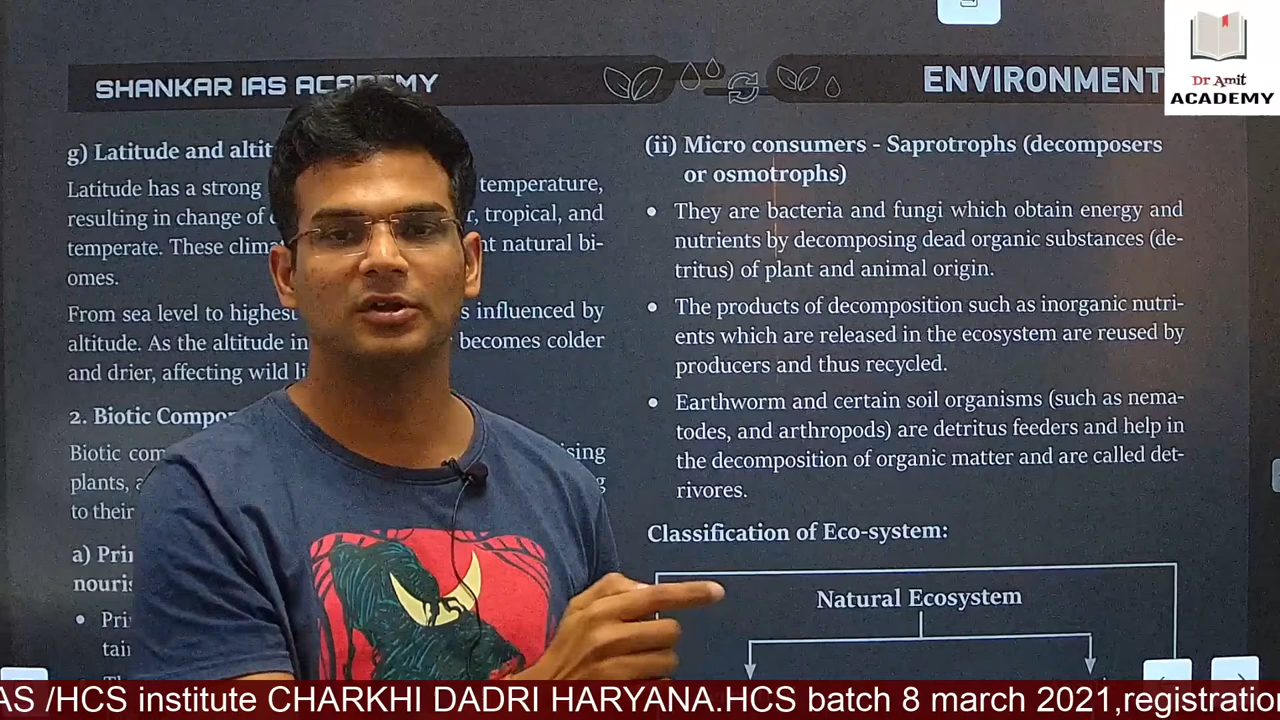 Dr Amit
ACADEMY
SHANKAR IAS ACADEMY
ENVIRONMENT
g) Latitude and altit
Latitude has a strong temperature,
resulting in change of tropical, and
temperate. These clim natural bi-
omes.
From sea level to highest influenced by
altitude. As the altitude in becomes colder
and drier, affecting wild li
2. Biotic Compo
Biotic com ising
plants,
to their
a) Pri
nouris
• Pri
tain
(ii) Micro consumers - Saprotrophs (decomposers
or osmotrophs)
• They are bacteria and fungi which obtain energy and
nutrients by decomposing dead organic substances (de-
tritus) of plant and animal origin.
• The products of decomposition such as inorganic nutri-
ents which are released in the ecosystem are reused by
producers and thus recycled.
• Earthworm and certain soil organisms (such as nema-
todes, and arthropods) are detritus feeders and help in
the decomposition of organic matter and are called det-
rivores.
Classification of Eco-system:
Natural Ecosystem
AS /HCS institute CHARKHI DADRI HARYANA.HCS batch 8 march 2021,registratio